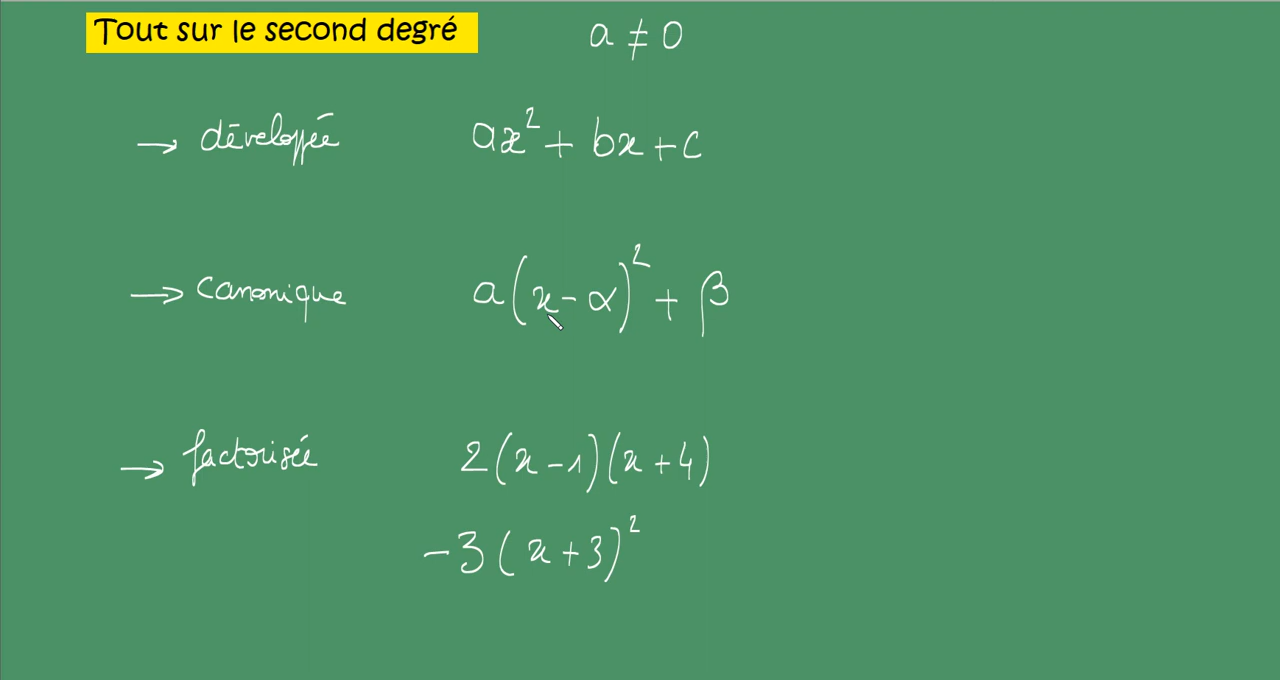 Tout sur le second degré a ≠ 0
→ développée ax² + bx + c
→ canonique a(x - α)² + β
→ factorisée 2(x - 1)(x + 4)
-3(x + 3)²